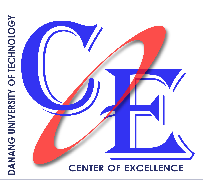 DANANG UNIVERSITY OF TECHNOLOGY
CE
CENTER OF EXCELLENCE